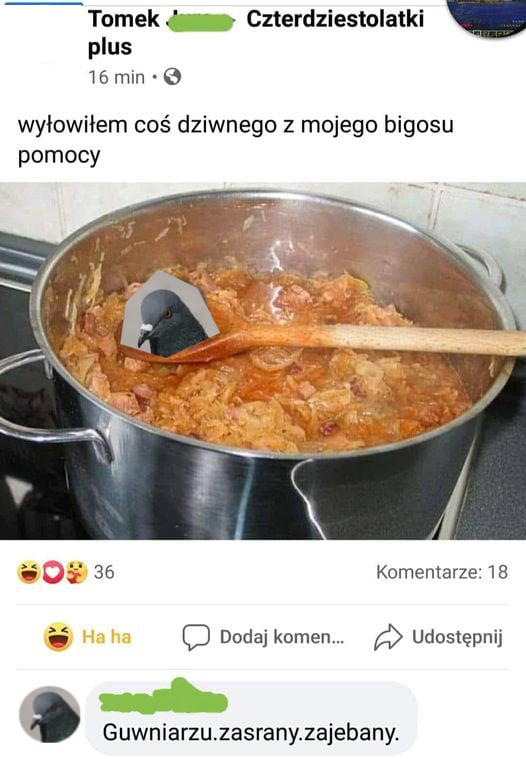 Tomek Czterdziestolatki
plus
16 min
wyłowiłem coś dziwnego z mojego bigosu
pomocy
36 Komentarze: 18
Ha ha Dodaj komen... Udostępnij
Guwniarzu.zasrany.zajebany.